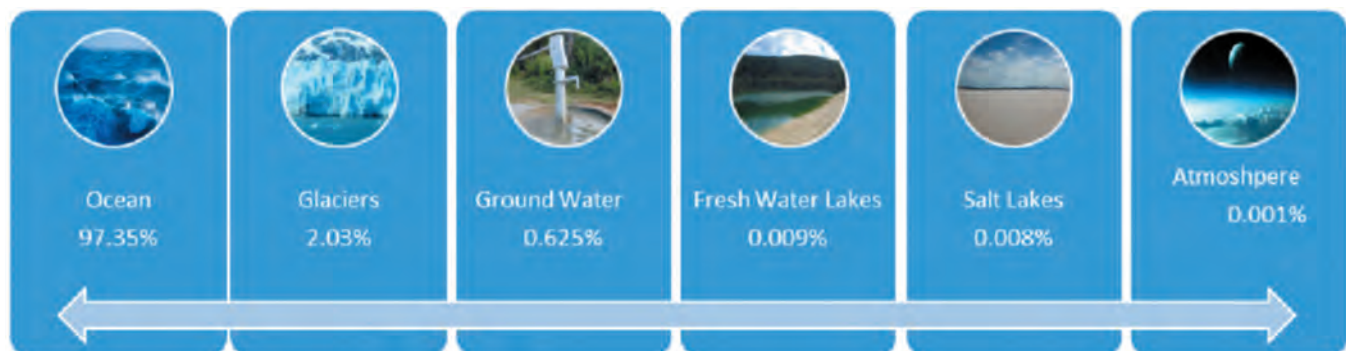 Ocean
97.35%
Glaciers
2.03%
Ground Water
0.625%
Fresh Water Lakes
0.009%
Salt Lakes
0.008%
Atmoshpere
0.001%